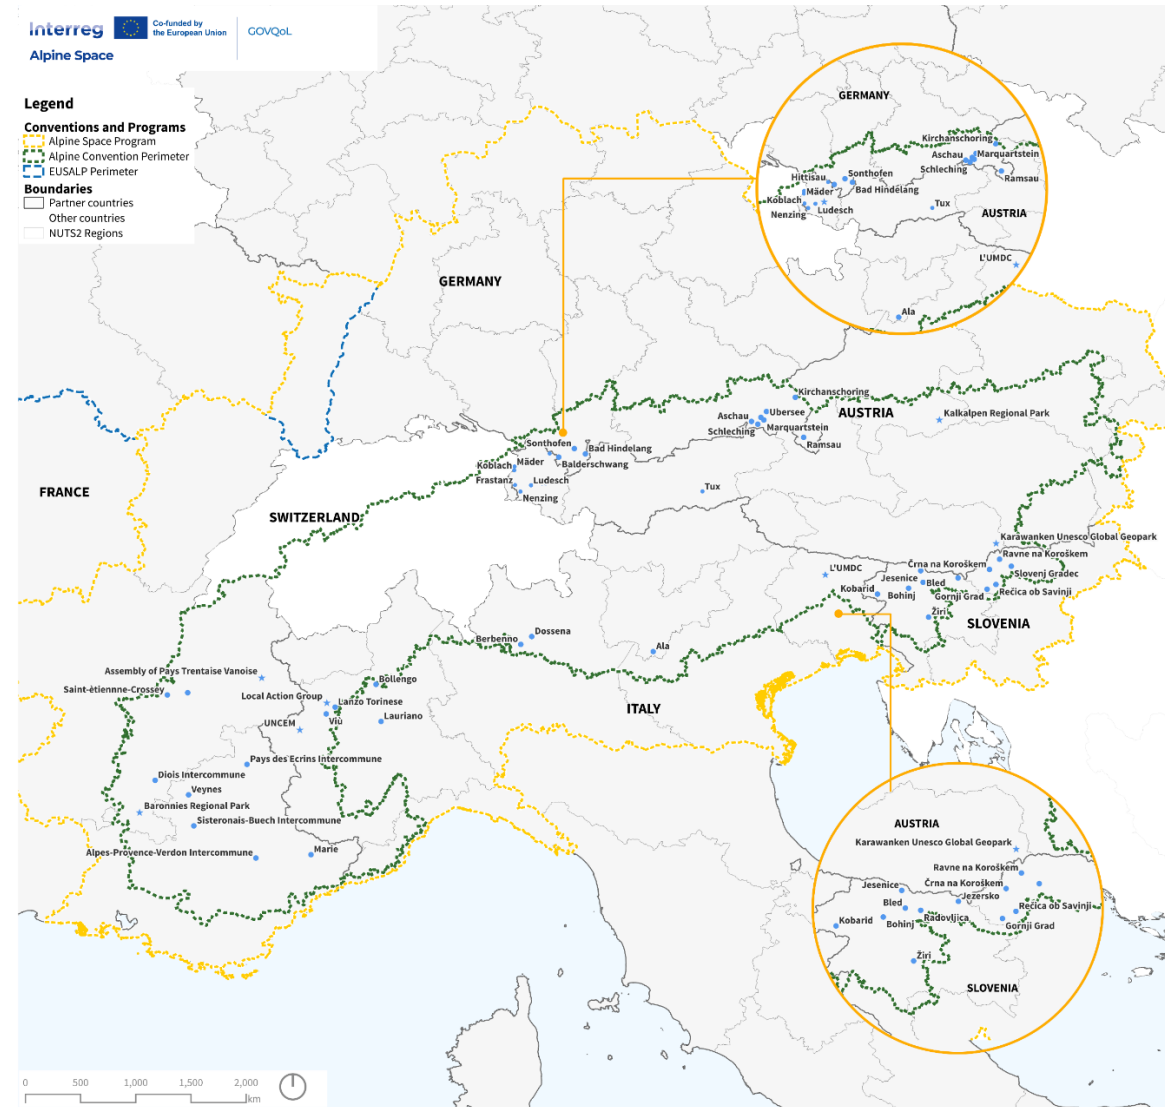 Interreg
Co-funded by
the European Union
GOVQoL
Alpine Space
Legend
Conventions and Programs
Alpine Space Program
Alpine Convention Perimeter
EUSALP Perimeter
Boundaries
Partner countries
Other countries
NUTS2 Regions
GERMANY
Kirchanschoring
Aschau
Marquartstein
Schleching
Ramsau
Hittisau
Sonthofen
Mäder
Bad Hindelang
Koblach
Ludesch
Nenzing
Tux
AUSTRIA
L'UMDC
Ala
GERMANY
Kirchanschoring
Aschau
Ubersee
AUSTRIA
Kalkalpen Regional Park
Schleching
Marquartstein
Ramsau
Sonthofen
Bad Hindelang
Koblach
Mäder
Balderschwang
Frastanz
Ludesch
Nenzing
Tux
FRANCE
SWITZERLAND
Karawanken Unesco Global Geopark
Ravne na Koroškem
Črna na Koroškem
Slovenj Gradec
L'UMDC
Jesenice
Bled
Kobarid
Bohinj
Gornji Grad
Rečica ob Savinji
Žiri
SLOVENIA
Dossena
Berbenno
Ala
Assembly of Pays Trentaise Vanoise
Saint-étiennne-Crossey
Bollengo
Local Action Group
Lanzo Torinese
Viù
Lauriano
UNCEM
ITALY
Pays des Ecrins Intercommune
Diois Intercommune
Veynes
Baronnies Regional Park
Sisteronais-Buech Intercommune
Alpes-Provence-Verdon Intercommune
Marie
AUSTRIA
Karawanken Unesco Global Geopark
Ravne na Koroškem
Jesenice
Črna na Koroškem
Jezersko
Bled
Rečica ob Savinji
Kobarid
Bohinj
Radovljica
Gornji Grad
Žiri
SLOVENIA
0 500 1,000 1,500 2,000
km